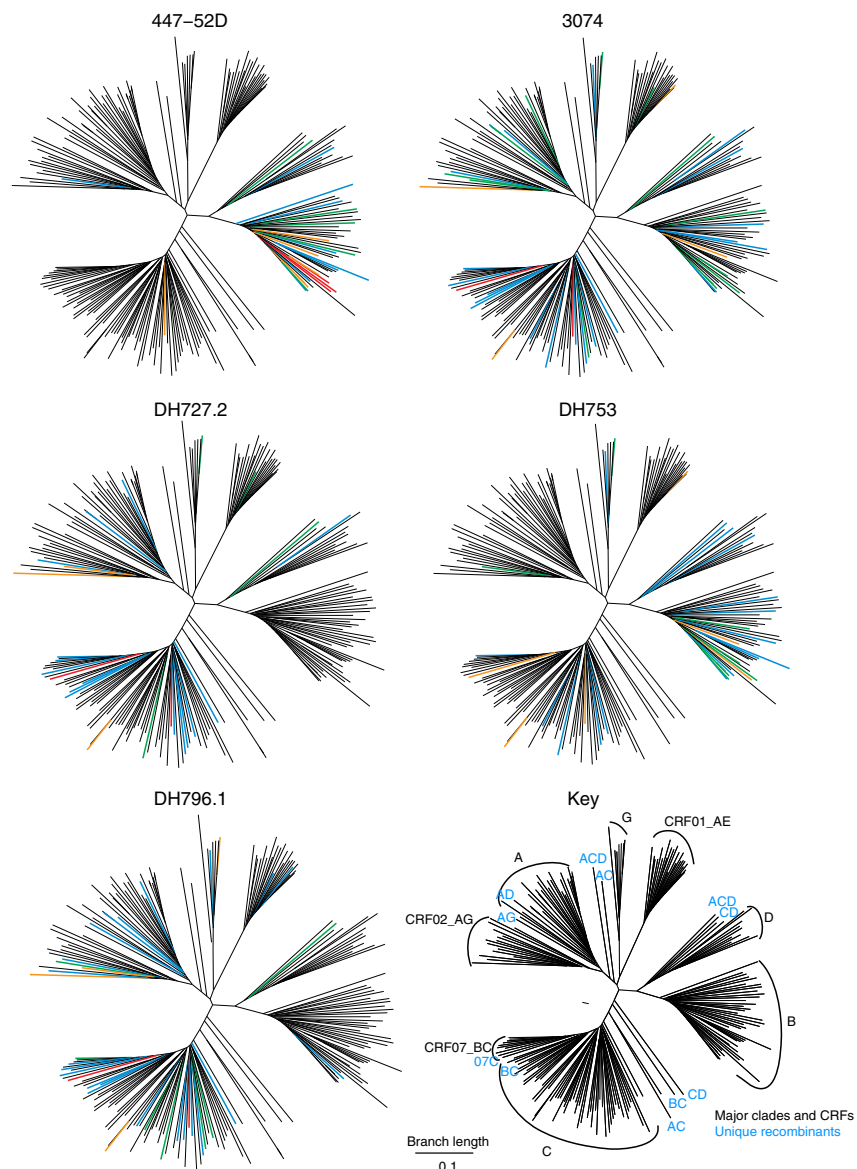 447–52D
3074
DH727.2
DH753
DH796.1
Key
G
CRF01_AE
ACD
AC
A
AD
ACD
CD
D
CRF02_AG
AG
B
CRF07_BC
07C
BC
CD
BC
AC
C
Major clades and CRFs
Unique recombinants
Branch length
0.1